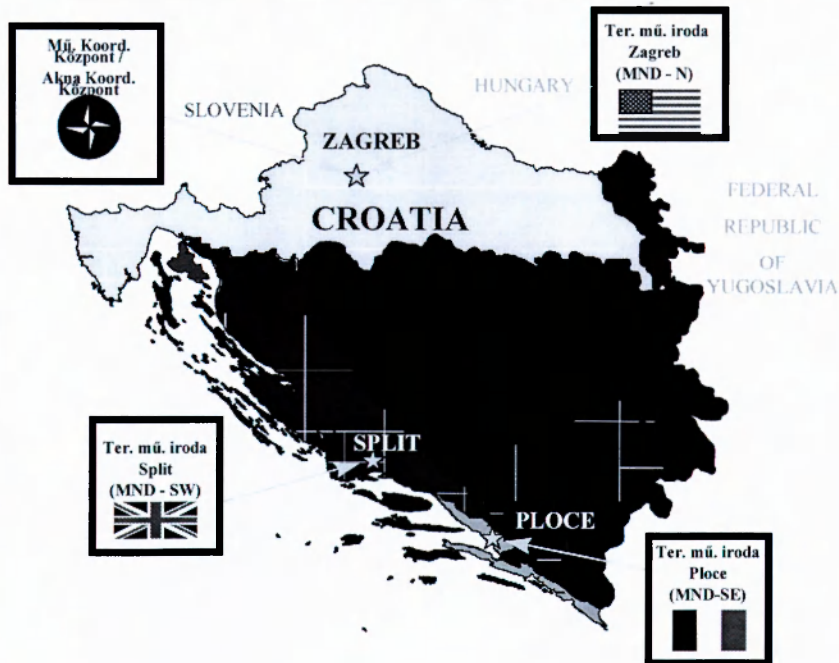 Mű. Koord.
Központ /
Akna Koord.
Központ
Ter. mű. iroda
Zagreb
(MND - N)
SLOVENIA
HUNGARY
ZAGREB
CROATIA
FEDERAL
REPUBLIC
OF
YUGOSLAVIA
Ter. mű. iroda
Split
(MND - SW)
SPLIT
PLOCE
Ter. mű. iroda
Ploce
(MND-SE)